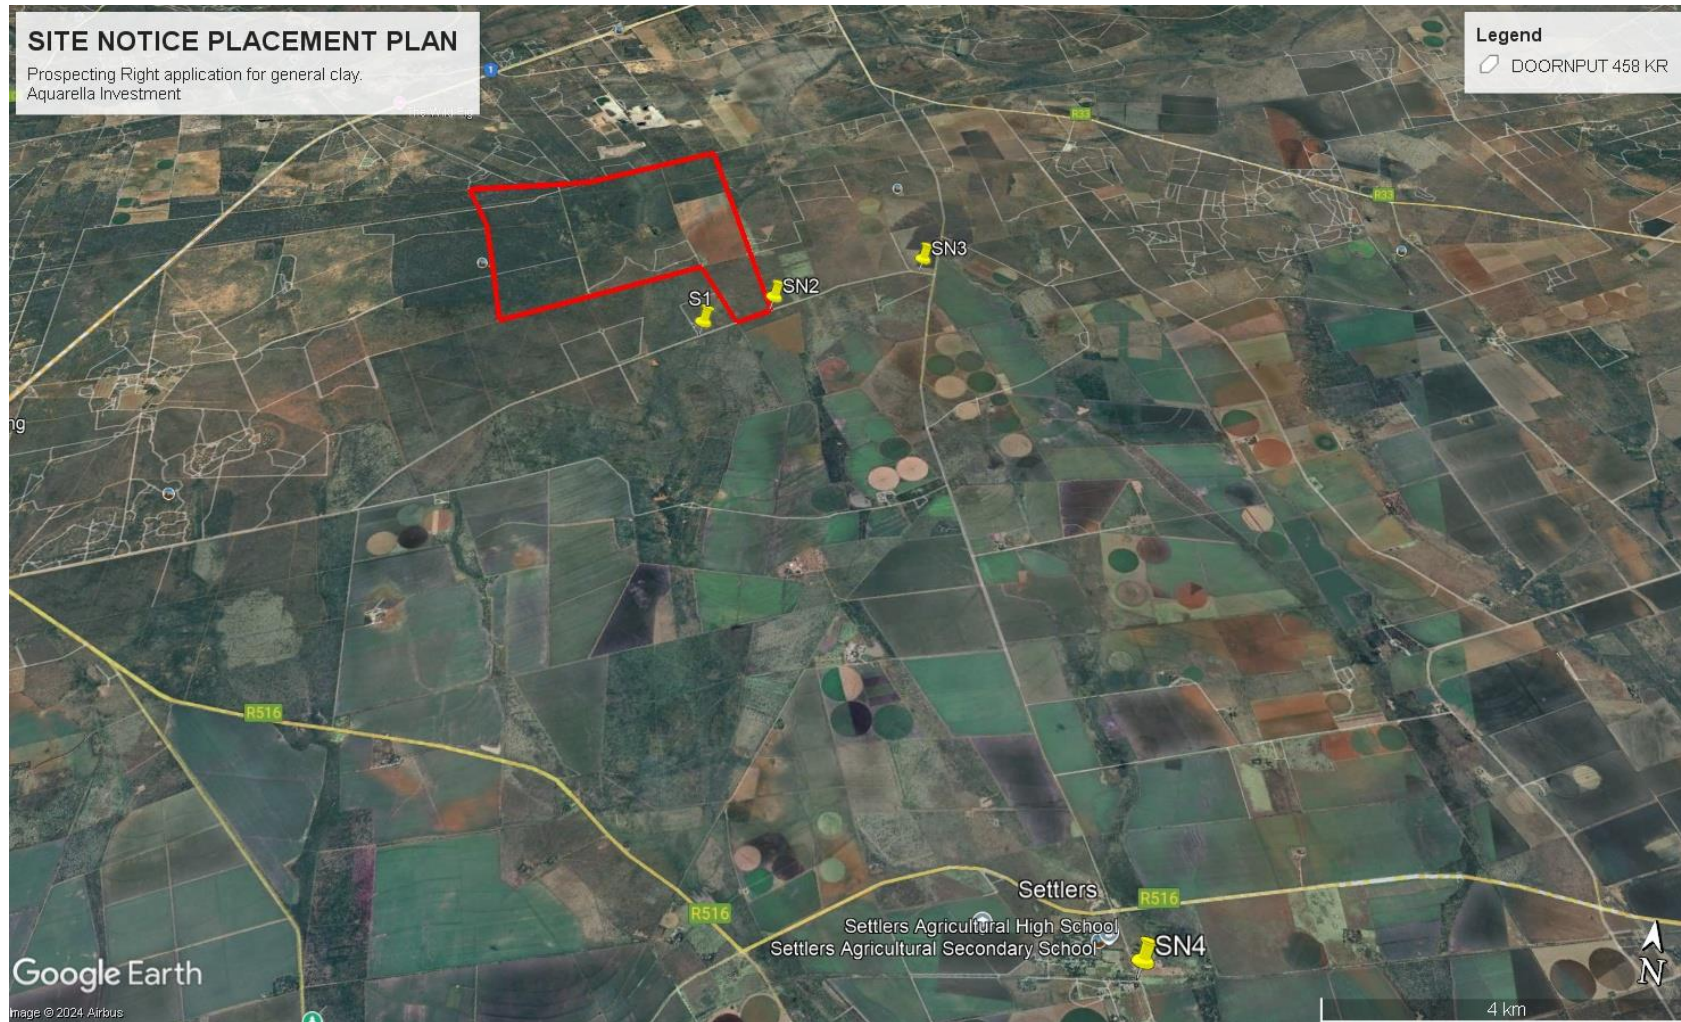 SITE NOTICE PLACEMENT PLAN
Prospecting Right application for general clay.
Aquarella Investment
Legend
DOORNPUT 458 KR
1
R33
R33
SN3
SN2
S1
ng
R516
Settlers
R516
R516
Settlers Agricultural High School
Settlers Agricultural Secondary School
SN4
Google Earth
N
4 km
Image © 2024 Airbus